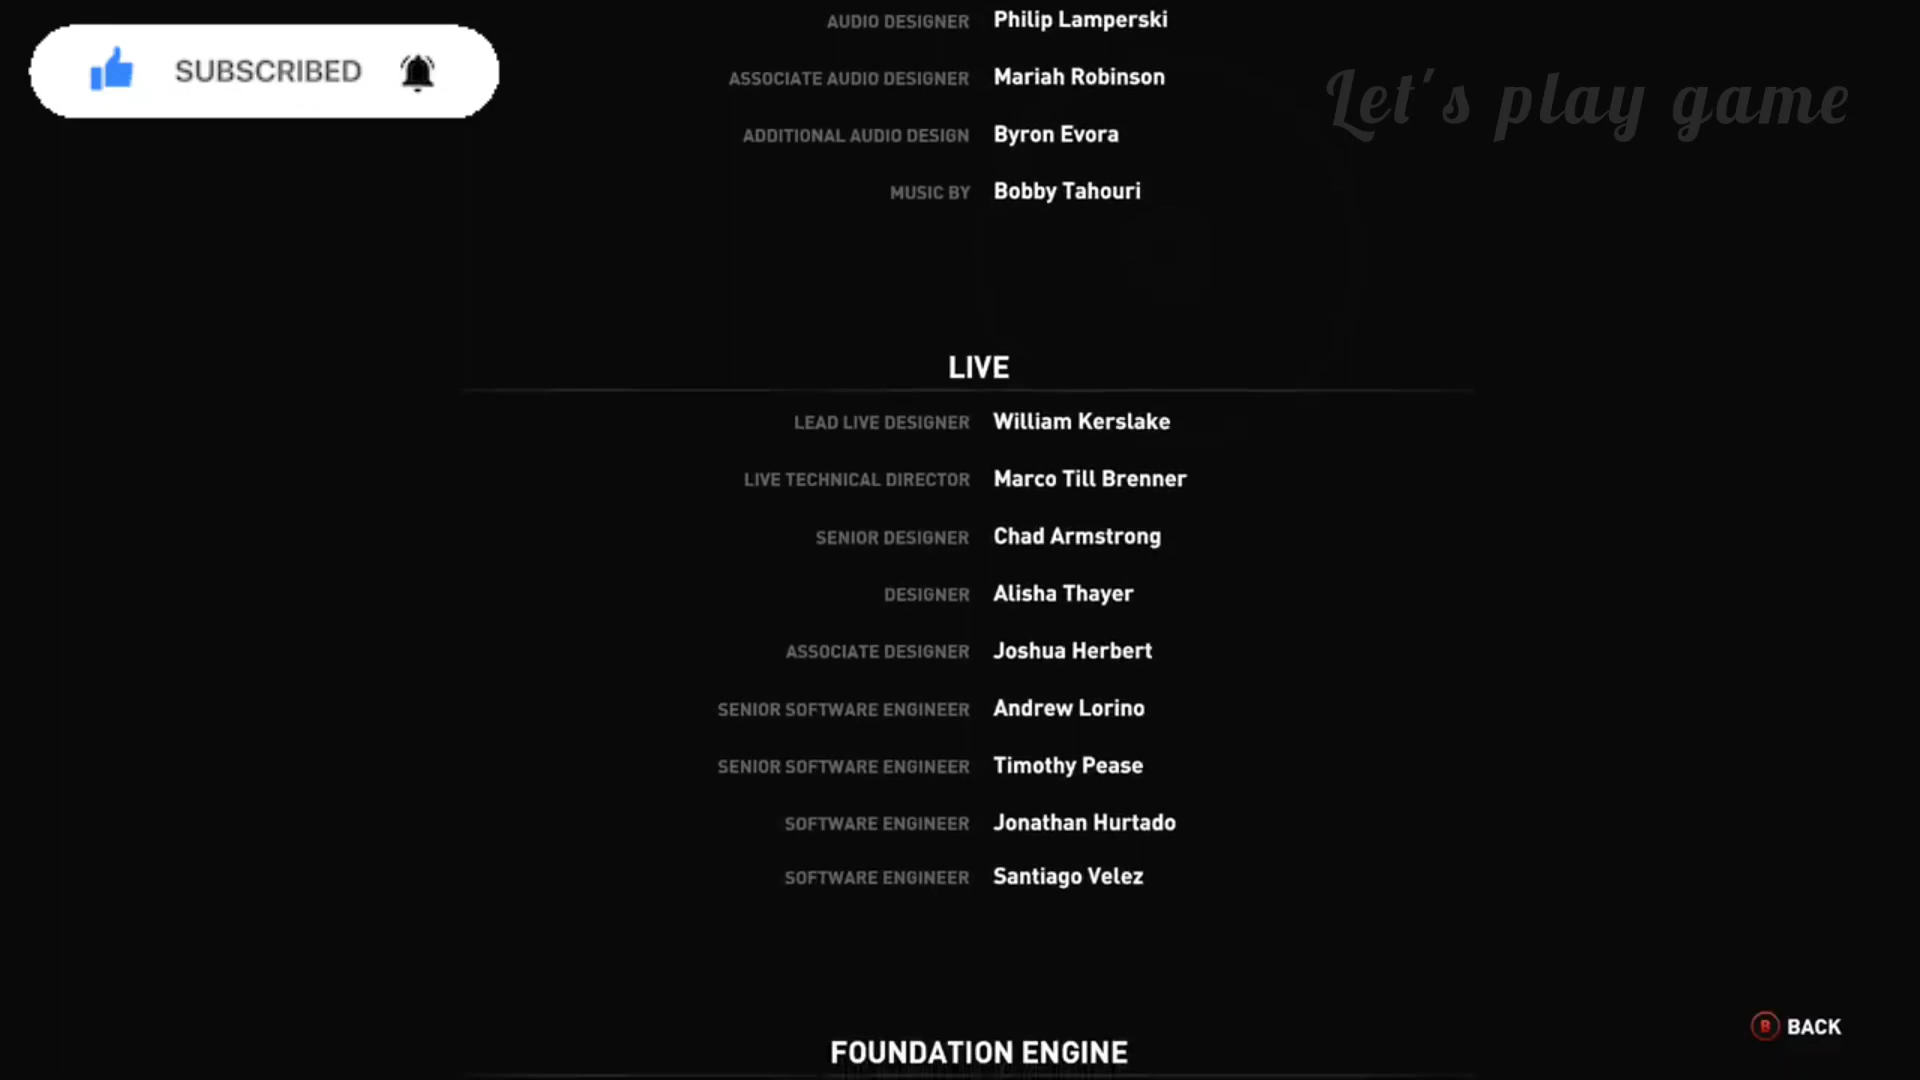 AUDIO DESIGNER Philip Lamperski
SUBSCRIBED
ASSOCIATE AUDIO DESIGNER Mariah Robinson
Let's play game
ADDITIONAL AUDIO DESIGN Byron Evora
MUSIC BY Bobby Tahouri
LIVE
LEAD LIVE DESIGNER William Kerslake
LIVE TECHNICAL DIRECTOR Marco Till Brenner
SENIOR DESIGNER Chad Armstrong
DESIGNER Alisha Thayer
ASSOCIATE DESIGNER Joshua Herbert
SENIOR SOFTWARE ENGINEER Andrew Lorino
SENIOR SOFTWARE ENGINEER Timothy Pease
SOFTWARE ENGINEER Jonathan Hurtado
SOFTWARE ENGINEER Santiago Velez
B BACK
FOUNDATION ENGINE